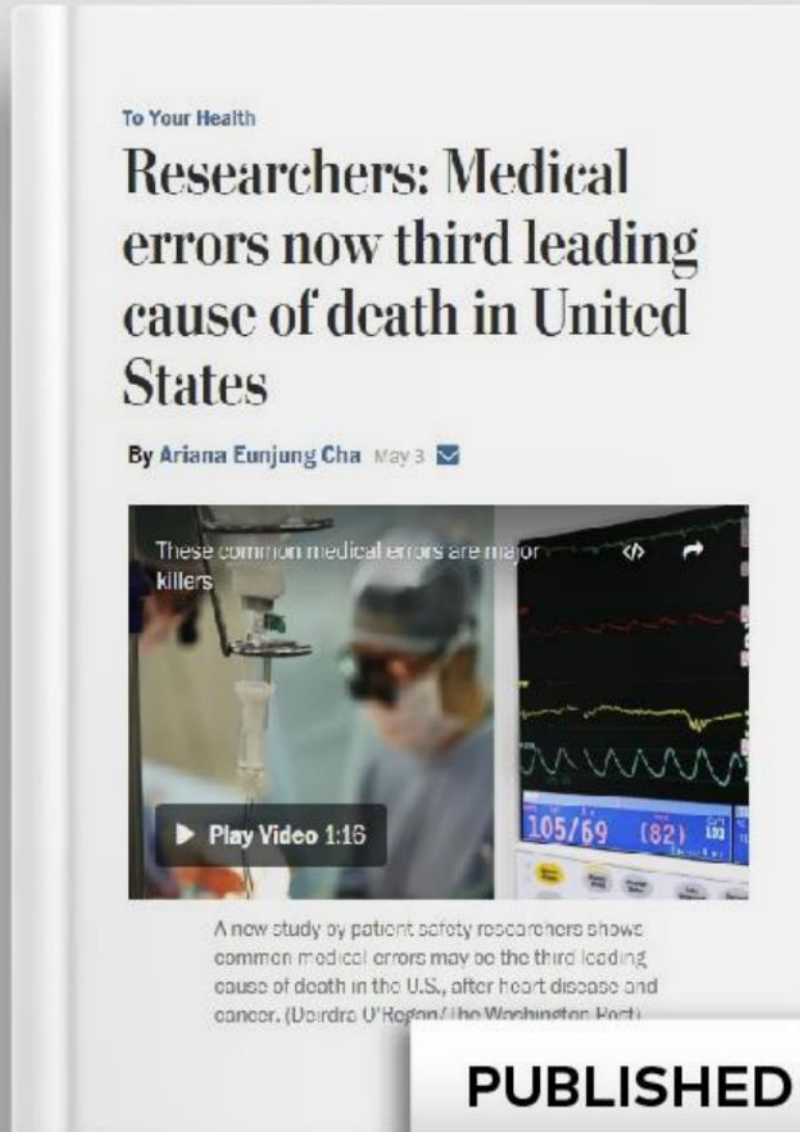 To Your Health
Researchers: Medical
errors now third leading
cause of death in United
States
By Ariana Eunjung Cha May 3
These common medical errors are major
killers
105/69 (82)
Play Video 1:16
A new study by patient safety researchers shows
common medical errors may be the third leading
cause of death in the U.S., after heart disease and
cancer. (Deirdra O'Regan/The Washington Post)
PUBLISHED